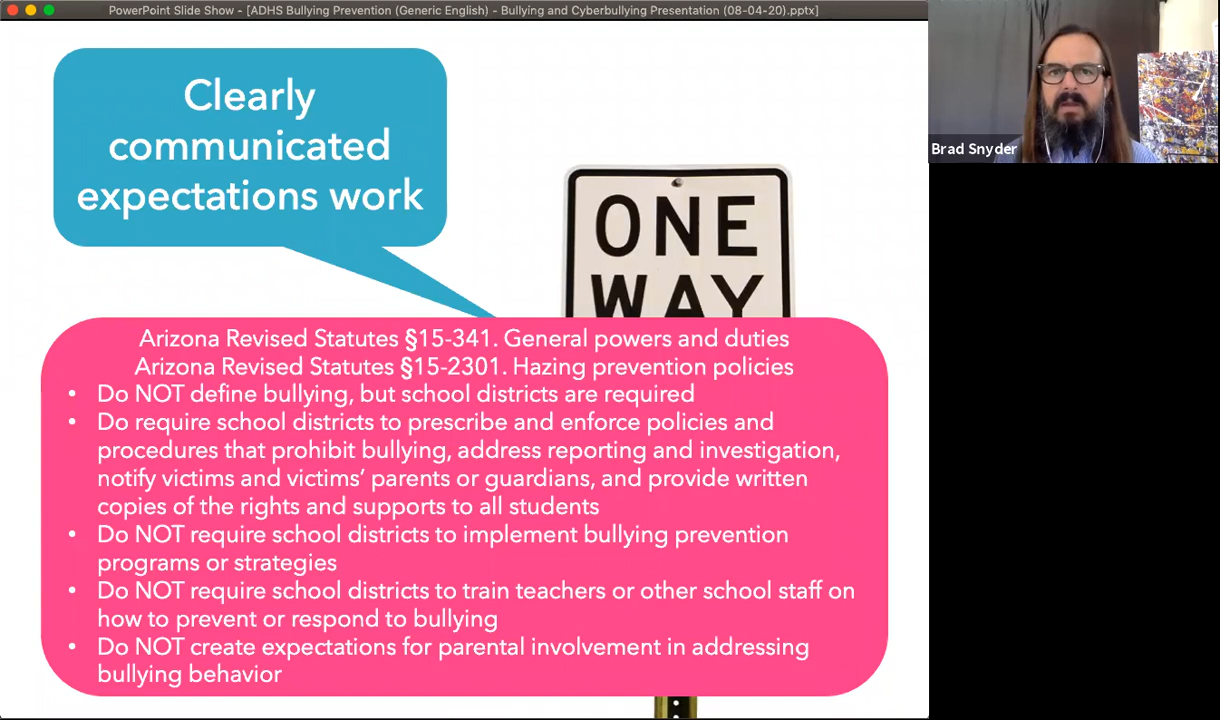 PowerPoint Slide Show - [ADHS Bullying Prevention (Generic English) - Bullying and Cyberbullying Presentation (08-04-20).pptx]
Clearly
communicated
expectations work
ONE
WAY
Brad Snyder
Arizona Revised Statutes §15-341. General powers and duties
Arizona Revised Statutes §15-2301. Hazing prevention policies
• Do NOT define bullying, but school districts are required
• Do require school districts to prescribe and enforce policies and
procedures that prohibit bullying, address reporting and investigation,
notify victims and victims’ parents or guardians, and provide written
copies of the rights and supports to all students
• Do NOT require school districts to implement bullying prevention
programs or strategies
• Do NOT require school districts to train teachers or other school staff on
how to prevent or respond to bullying
• Do NOT create expectations for parental involvement in addressing
bullying behavior